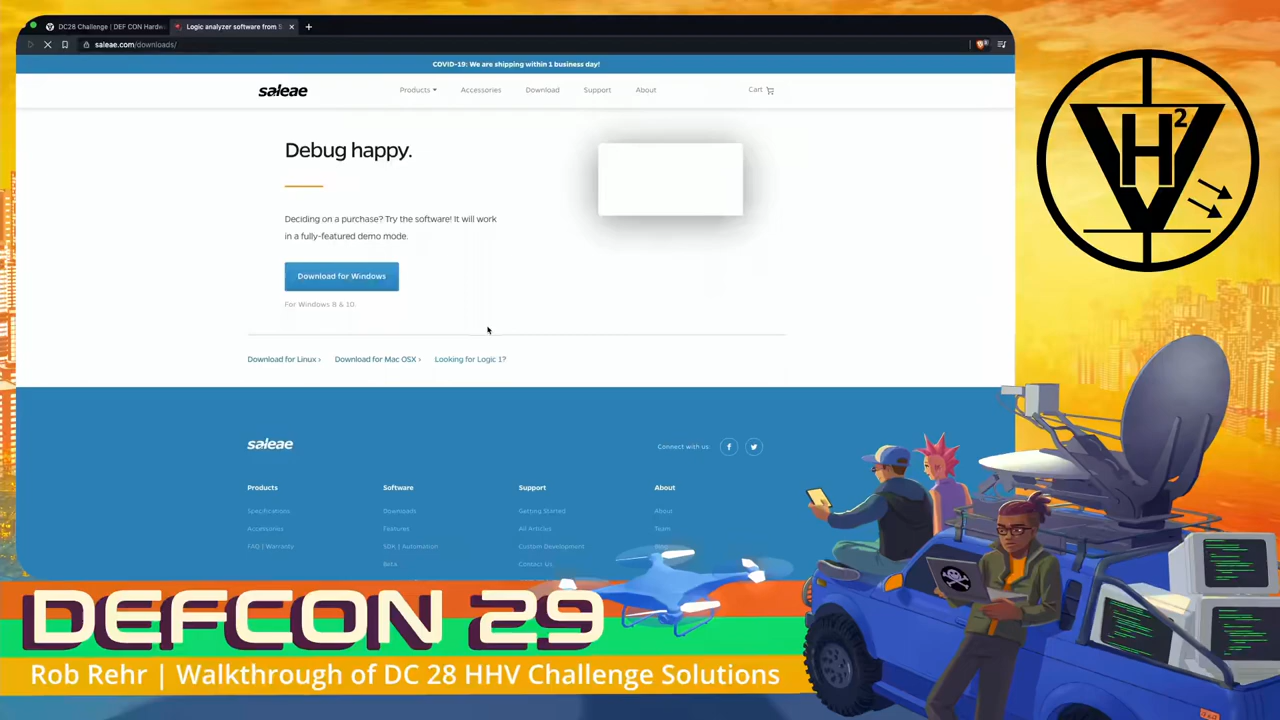 DC28 Challenge | DEF CON Hardw
Logic analyzer software from S
saleae.com/downloads/
COVID-19: We are shipping within 1 business day!
saleae
Products
Accessories
Download
Support
About
Cart
Debug happy.
Deciding on a purchase? Try the software! It will work
in a fully-featured demo mode.
Download for Windows
For Windows 8 & 10.
Download for Linux ›
Download for Mac OSX ›
Looking for Logic 1?
saleae
Connect with us:
Products
Software
Support
About
Specifications
Downloads
Getting Started
About
Accessories
Features
All Articles
Team
FAQ | Warranty
SDK | Automation
Custom Development
Beta
Contact Us
H2
V
DEFCON 29
Rob Rehr | Walkthrough of DC 28 HHV Challenge Solutions